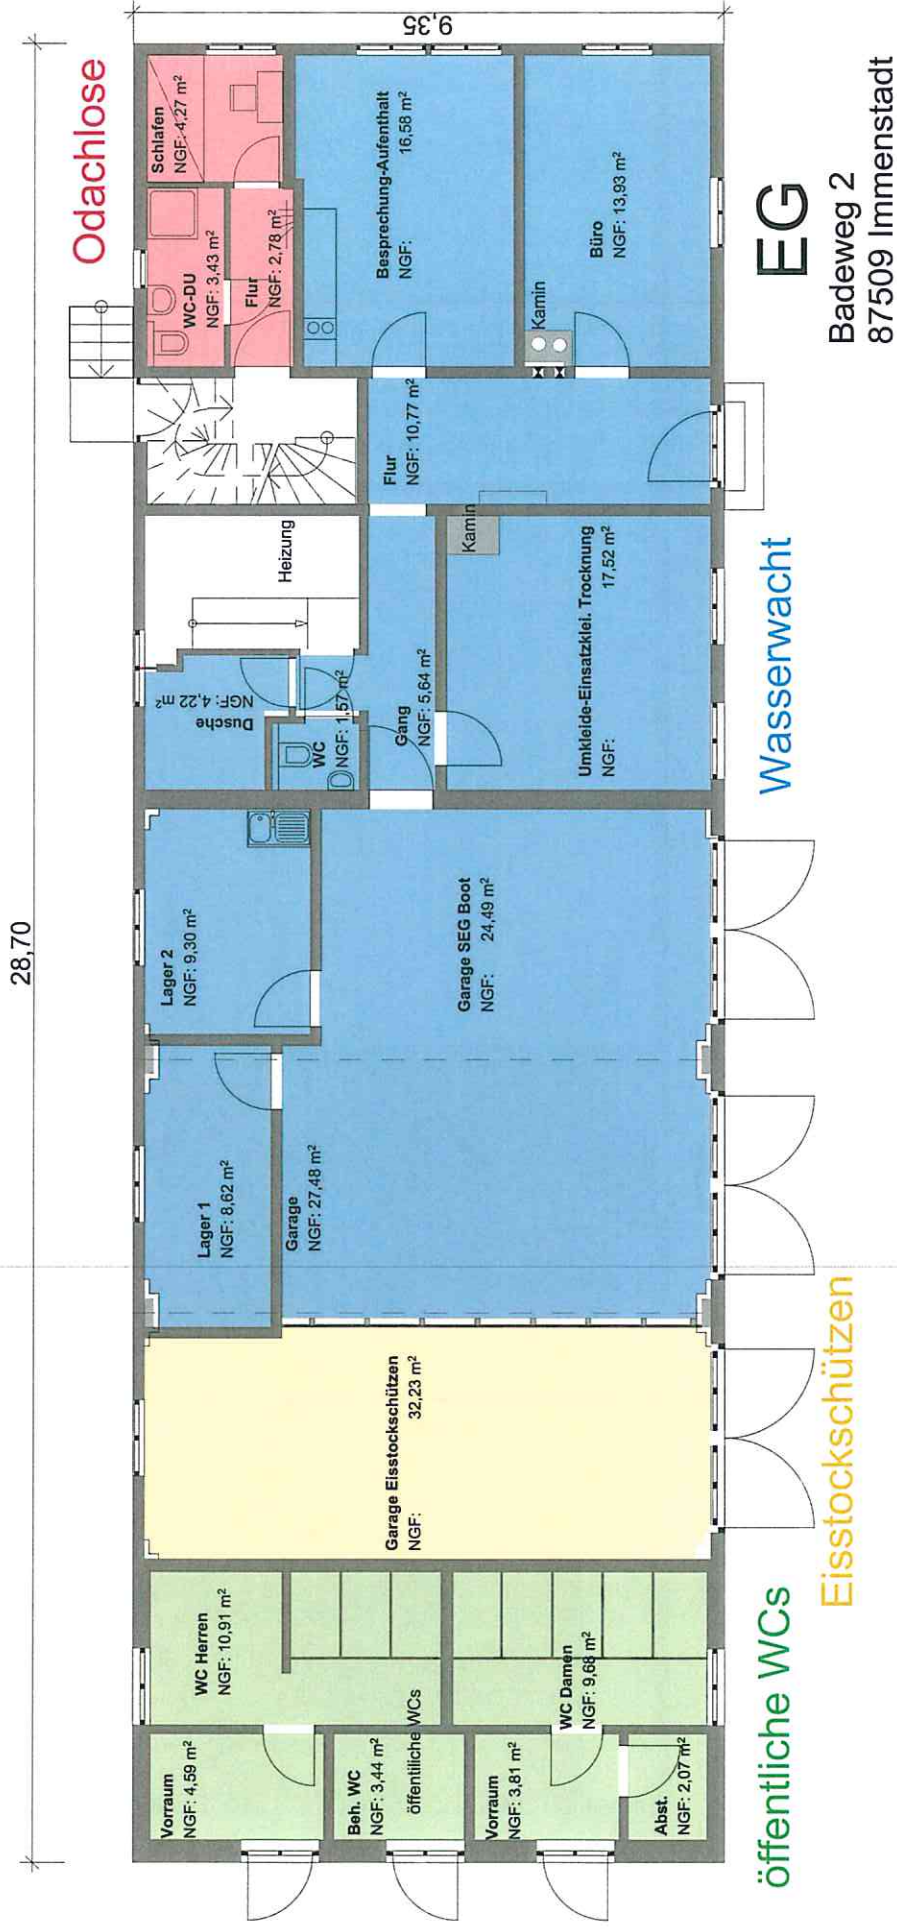 28,70
9,35
Odachlose
Schlafen
NGF: 4,27 m²
WC-DU
NGF: 3,43 m²
Flur
NGF: 2,78 m²
Besprechung-Aufenthalt
NGF: 16,58 m²
Büro
NGF: 13,93 m²
Kamin
Flur
NGF: 10,77 m²
Heizung
Kamin
Umkleide-Einsatzklei. Trocknung
NGF: 17,52 m²
Dusche
NGF: 4,22 m²
WC
NGF: 1,57 m²
Gang
NGF: 5,64 m²
Lager 2
NGF: 9,30 m²
Garage SEG Boot
NGF: 24,49 m²
Lager 1
NGF: 8,62 m²
Garage
NGF: 27,48 m²
Garage Eisstockschützen
NGF: 32,23 m²
WC Herren
NGF: 10,91 m²
WC Damen
NGF: 9,68 m²
Vorraum
NGF: 4,59 m²
Beh. WC
NGF: 3,44 m²
öffentliliche WCs
Vorraum
NGF: 3,81 m²
Abst.
NGF: 2,07 m²
öffentliche WCs
Eisstockschützen
Wasserwacht
EG
Badeweg 2
87509 Immenstadt